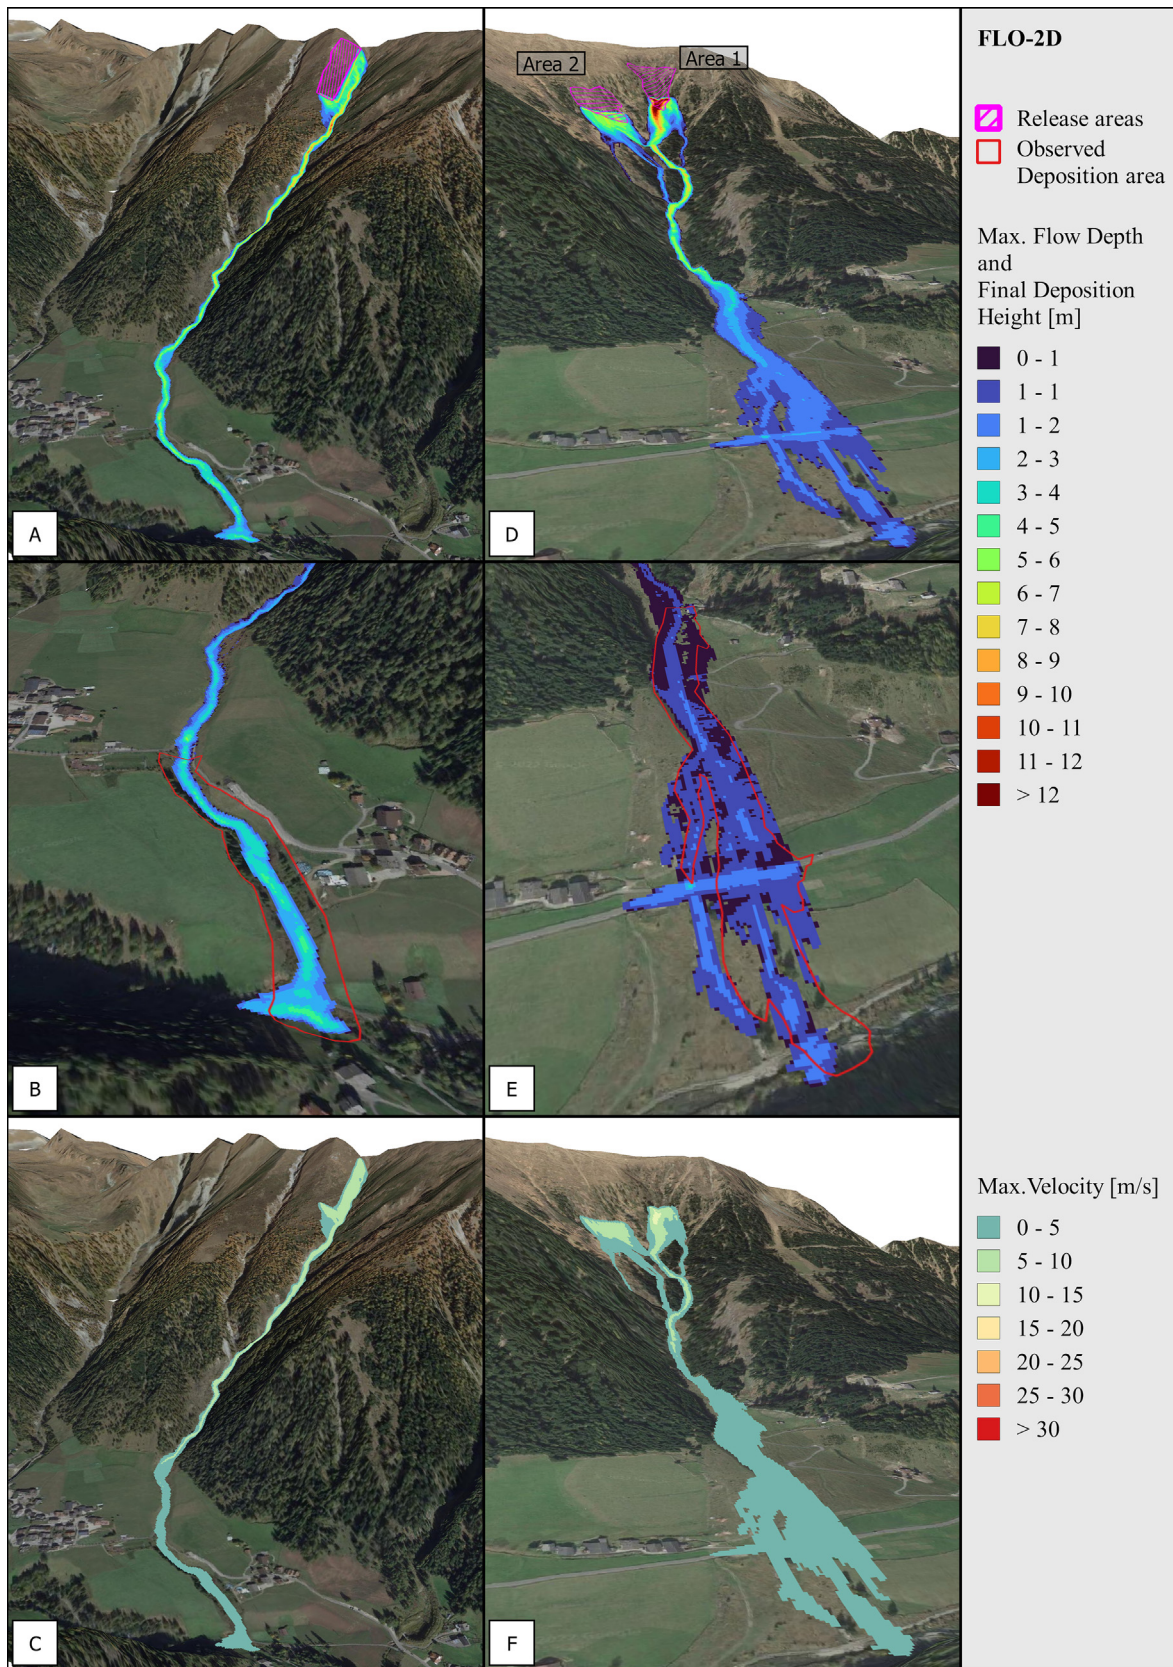 Area 2
Area 1
A
D
B
E
C
F
FLO-2D
Release areas
Observed
Deposition area
Max. Flow Depth
and
Final Deposition
Height [m]
0 - 1
1 - 1
1 - 2
2 - 3
3 - 4
4 - 5
5 - 6
6 - 7
7 - 8
8 - 9
9 - 10
10 - 11
11 - 12
> 12
Max.Velocity [m/s]
0 - 5
5 - 10
10 - 15
15 - 20
20 - 25
25 - 30
> 30